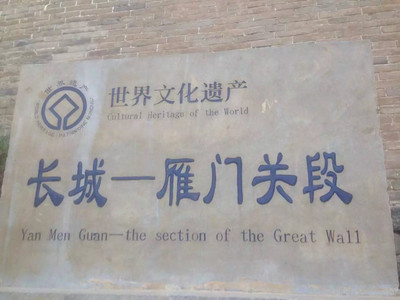 世界文化遗产
Cultural Heritage of the World
长城—雁门关段
Yan Men Guan—the section of the Great Wall